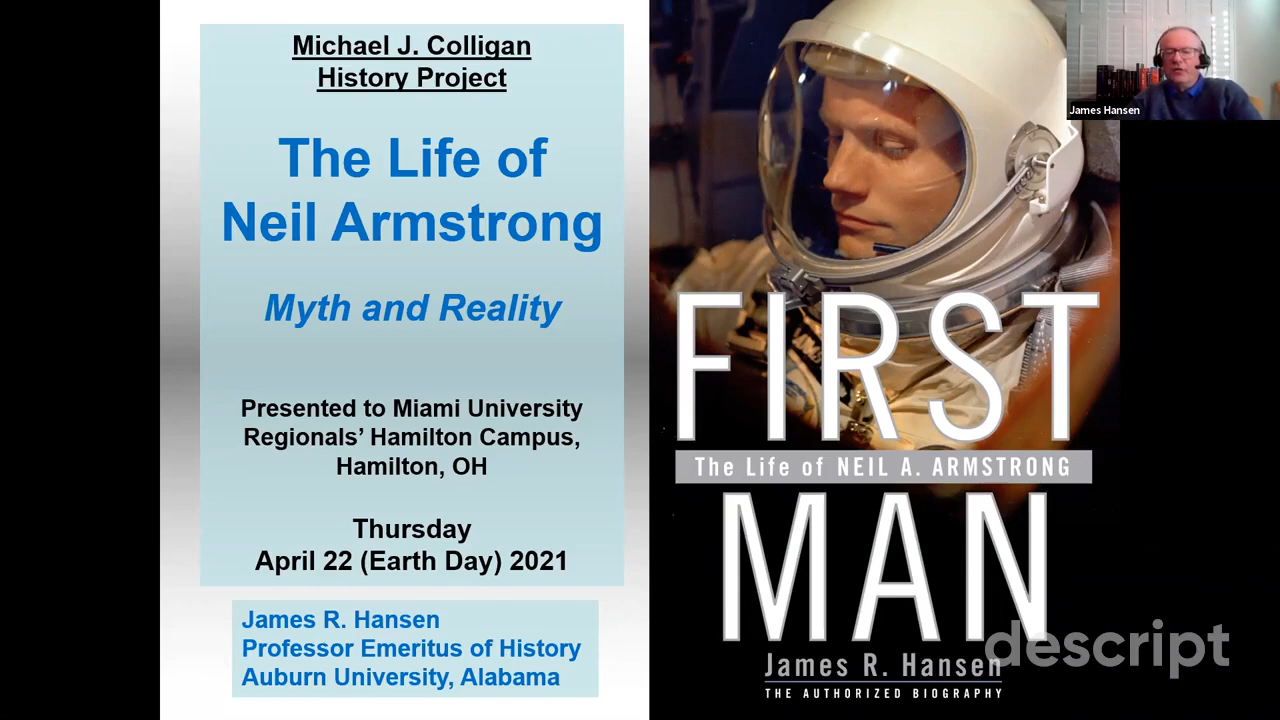 Michael J. Colligan
History Project
The Life of
Neil Armstrong
Myth and Reality
Presented to Miami University
Regionals’ Hamilton Campus,
Hamilton, OH
Thursday
April 22 (Earth Day) 2021
James R. Hansen
Professor Emeritus of History
Auburn University, Alabama
James Hansen
FIRST
The Life of NEIL A. ARMSTRONG
MAN
James R. Hansen
THE AUTHORIZED BIOGRAPHY
descript